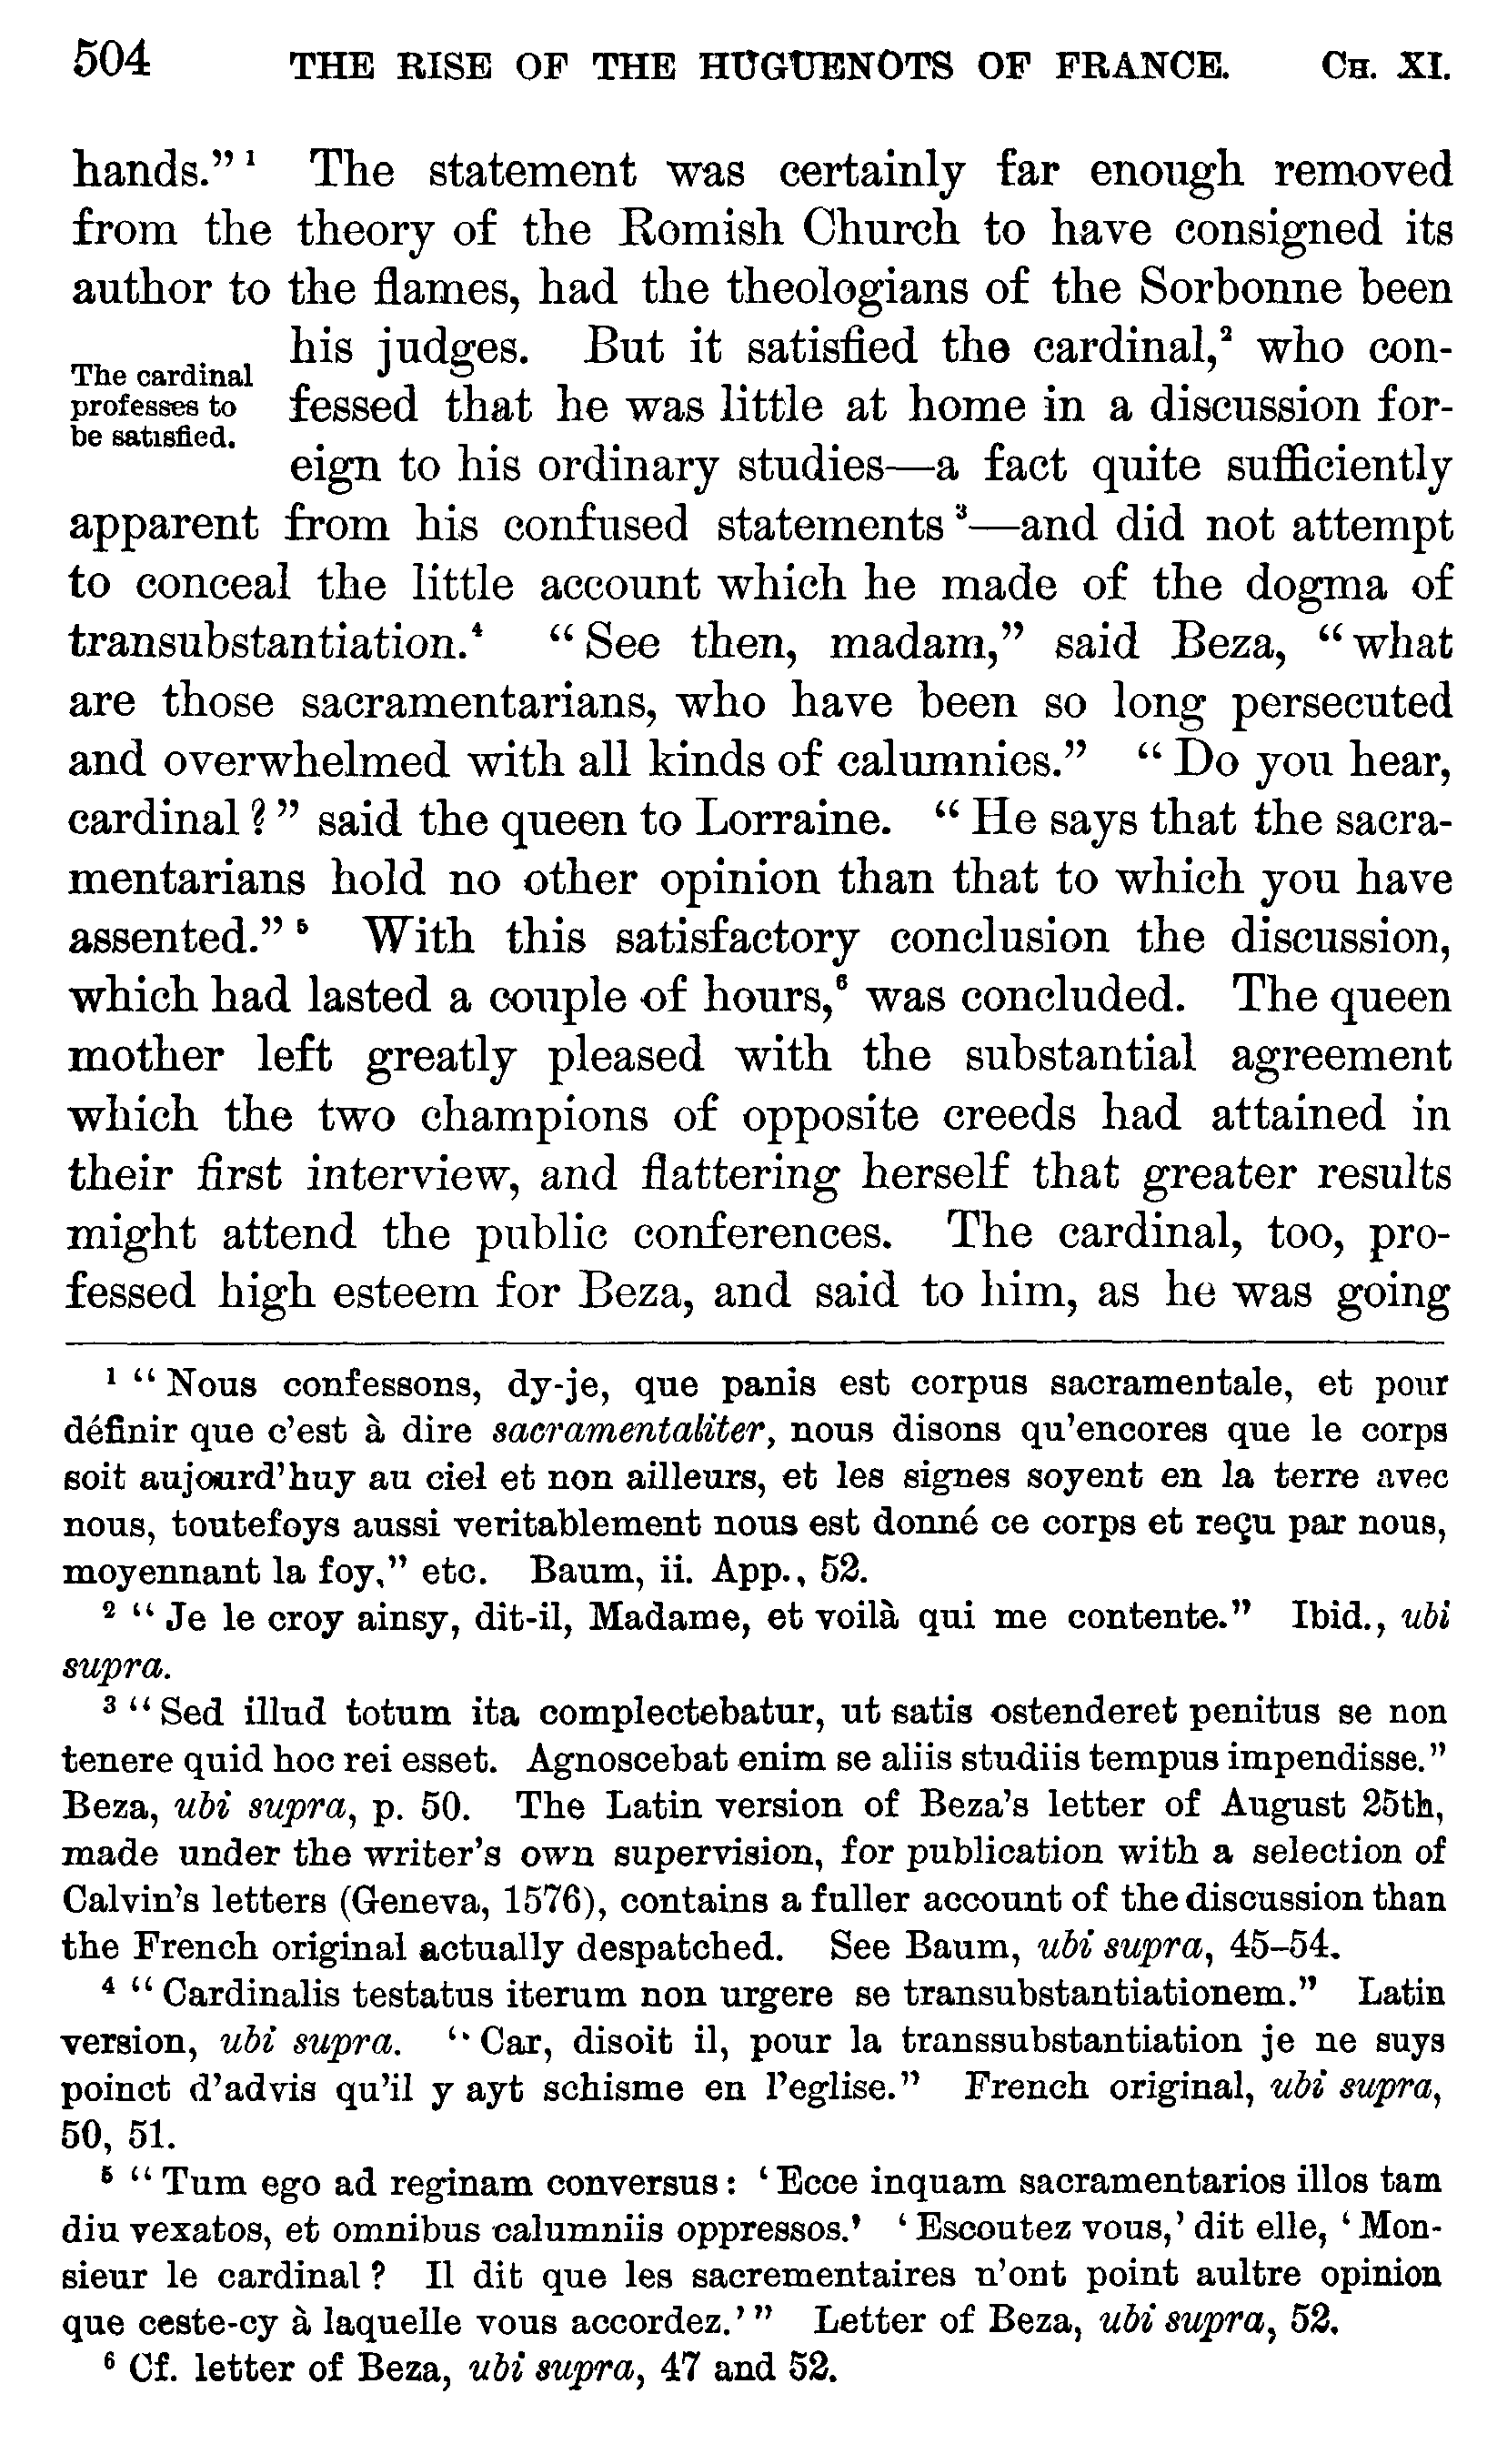 504 THE RISE OF THE HUGUENOTS OF FRANCE. CH. XI.
hands." ¹ The statement was certainly far enough removed
from the theory of the Romish Church to have consigned its
author to the flames, had the theologians of the Sorbonne been
his judges. But it satisfied the cardinal,² who con-
The cardinal
professes to
be satisfied.
fessed that he was little at home in a discussion for-
eign to his ordinary studies—a fact quite sufficiently
apparent from his confused statements ³—and did not attempt
to conceal the little account which he made of the dogma of
transubstantiation.⁴ "See then, madam," said Beza, "what
are those sacramentarians, who have been so long persecuted
and overwhelmed with all kinds of calumnies." "Do you hear,
cardinal?" said the queen to Lorraine. "He says that the sacra-
mentarians hold no other opinion than that to which you have
assented." ⁵ With this satisfactory conclusion the discussion,
which had lasted a couple of hours,⁶ was concluded. The queen
mother left greatly pleased with the substantial agreement
which the two champions of opposite creeds had attained in
their first interview, and flattering herself that greater results
might attend the public conferences. The cardinal, too, pro-
fessed high esteem for Beza, and said to him, as he was going
¹ "Nous confessons, dy-je, que panis est corpus sacramentale, et pour
définir que c'est à dire sacramentaliter, nous disons qu'encores que le corps
soit aujourd'huy au ciel et non ailleurs, et les signes soyent en la terre avec
nous, toutefoys aussi veritablement nous est donné ce corps et reçu par nous,
moyennant la foy," etc. Baum, ii. App., 52.
² "Je le croy ainsy, dit-il, Madame, et voilà qui me contente." Ibid., ubi
supra.
³ "Sed illud totum ita complectebatur, ut satis ostenderet penitus se non
tenere quid hoc rei esset. Agnoscebat enim se aliis studiis tempus impendisse."
Beza, ubi supra, p. 50. The Latin version of Beza's letter of August 25th,
made under the writer's own supervision, for publication with a selection of
Calvin's letters (Geneva, 1576), contains a fuller account of the discussion than
the French original actually despatched. See Baum, ubi supra, 45–54.
⁴ "Cardinalis testatus iterum non urgere se transubstantiationem." Latin
version, ubi supra. "Car, disoit il, pour la transsubstantiation je ne suys
poinct d'advis qu'il y ayt schisme en l'eglise." French original, ubi supra,
50, 51.
⁵ "Tum ego ad reginam conversus: 'Ecce inquam sacramentarios illos tam
diu vexatos, et omnibus calumniis oppressos.' 'Escoutez vous,' dit elle, 'Mon-
sieur le cardinal? Il dit que les sacrementaires n'ont point aultre opinion
que ceste-cy à laquelle vous accordez.'" Letter of Beza, ubi supra, 52.
⁶ Cf. letter of Beza, ubi supra, 47 and 52.